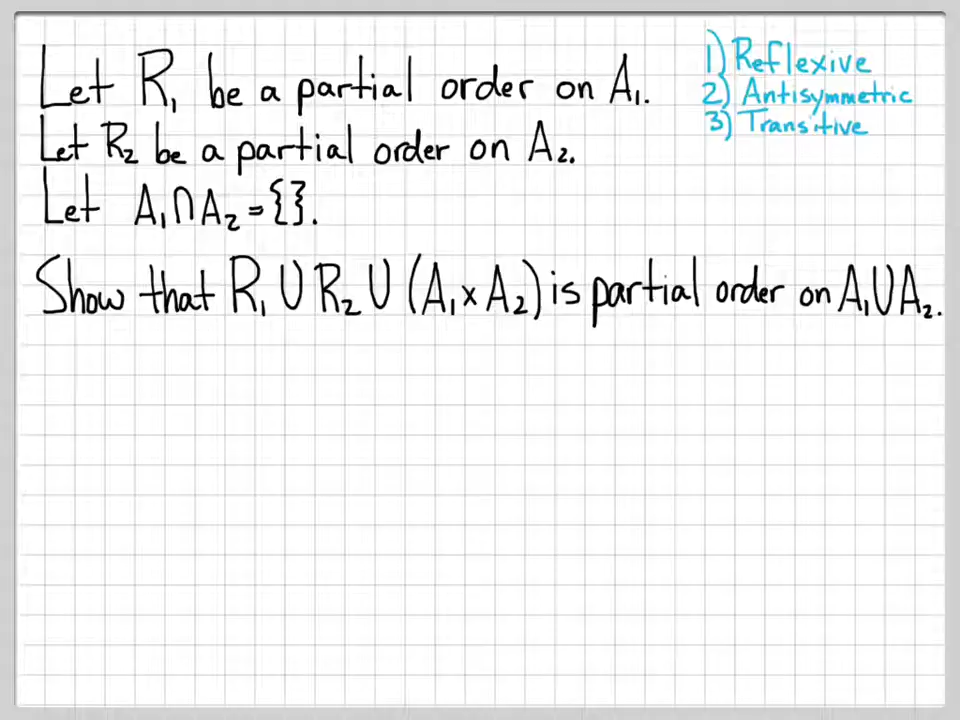 Let R₁ be a partial order on A₁.
1) Reflexive
2) Antisymmetric
3) Transitive
Let R₂ be a partial order on A₂.
Let A₁∩A₂={}.
Show that R₁ ∪ R₂ ∪ (A₁×A₂) is partial order on A₁∪A₂.